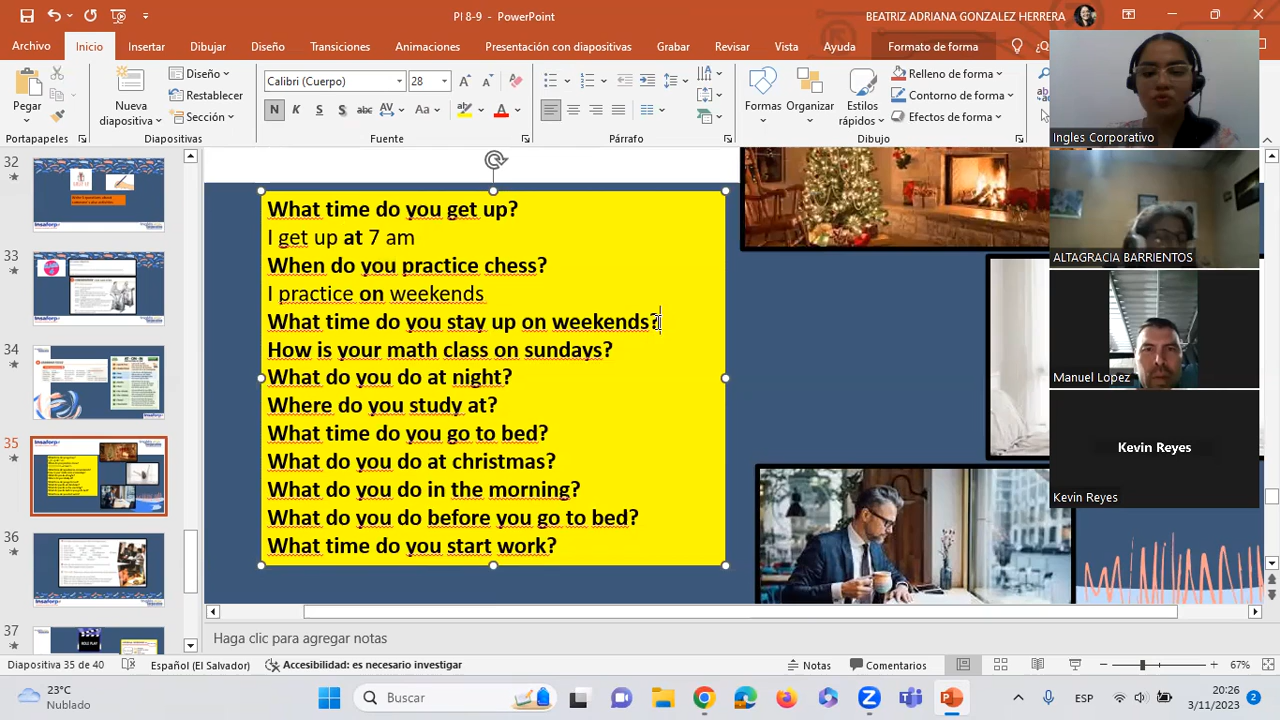 PI 8-9 - PowerPoint
BEATRIZ ADRIANA GONZALEZ HERRERA
Archivo Inicio Insertar Dibujar Diseño Transiciones Animaciones Presentación con diapositivas Grabar Revisar Vista Ayuda Formato de forma
Pegar
Nueva diapositiva
Diseño
Restablecer
Sección
Calibri (Cuerpo) 28
N K S abc AV Aa
Formas Organizar Estilos rápidos
Relleno de forma
Contorno de forma
Efectos de forma
Portapapeles Diapositivas Fuente Párrafo Dibujo
Ingles Corporativo
ALTAGRACIA BARRIENTOS
Manuel Lopez
Kevin Reyes
Kevin Reyes
32
33
34
35
36
37
What time do you get up?
I get up at 7 am
When do you practice chess?
I practice on weekends
What time do you stay up on weekends?
How is your math class on sundays?
What do you do at night?
Where do you study at?
What time do you go to bed?
What do you do at christmas?
What do you do in the morning?
What do you do before you go to bed?
What time do you start work?
Haga clic para agregar notas
Diapositiva 35 de 40 Español (El Salvador) Accesibilidad: es necesario investigar Notas Comentarios 67%
23°C
Nublado
Buscar
ESP
20:26
3/11/2023
2